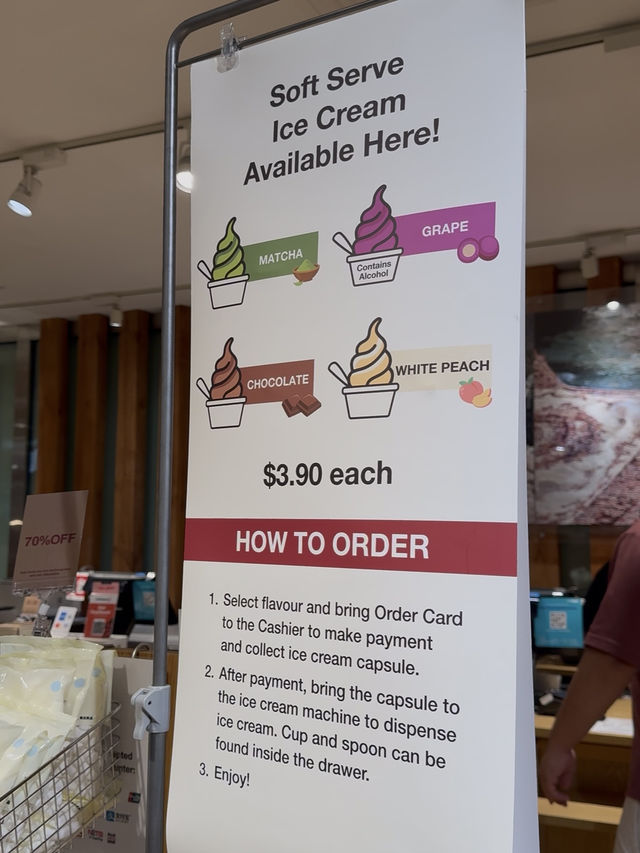 Soft Serve
Ice Cream
Available Here!
MATCHA
GRAPE
Contains
Alcohol
CHOCOLATE
WHITE PEACH
$3.90 each
HOW TO ORDER
1. Select flavour and bring Order Card
to the Cashier to make payment
and collect ice cream capsule.
2. After payment, bring the capsule to
the ice cream machine to dispense
ice cream. Cup and spoon can be
found inside the drawer.
3. Enjoy!
70%OFF